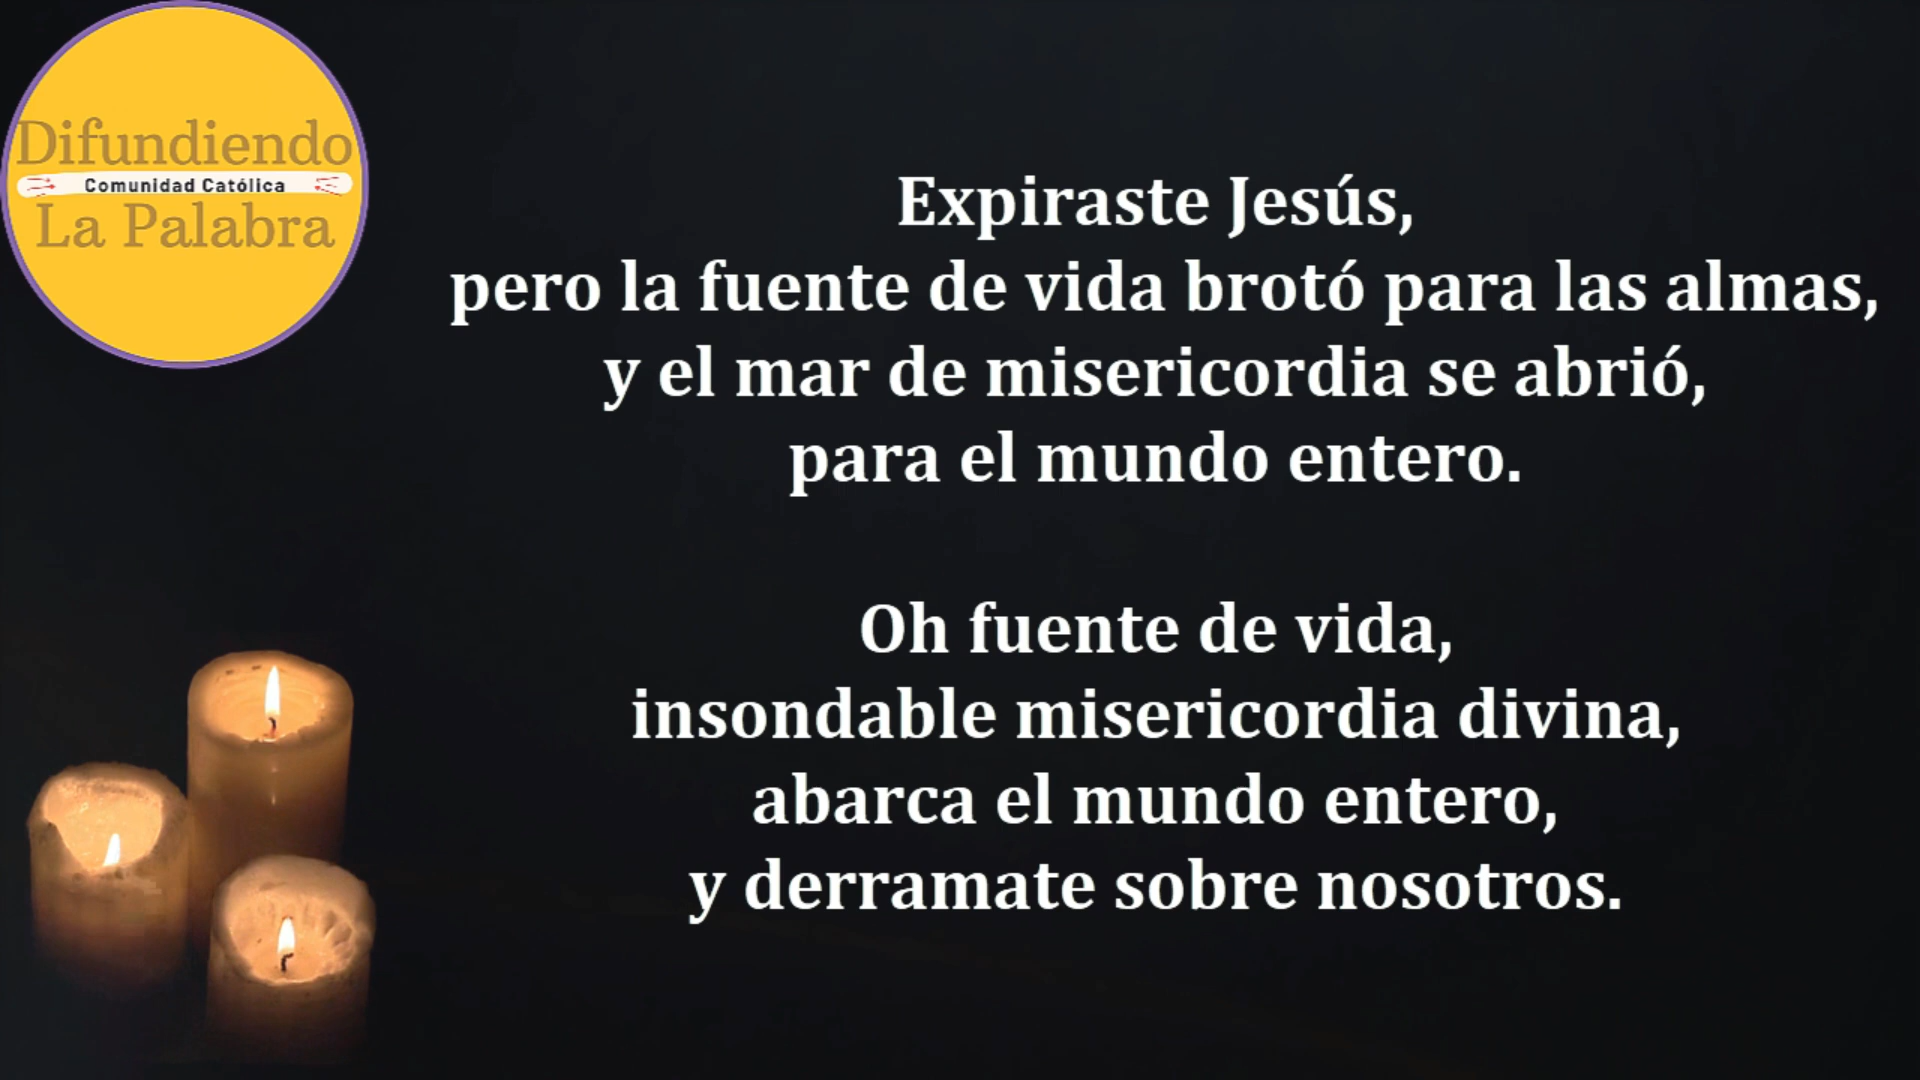 Difundiendo
Comunidad Católica
La Palabra
Expiraste Jesús,
pero la fuente de vida brotó para las almas,
y el mar de misericordia se abrió,
para el mundo entero.
Oh fuente de vida,
insondable misericordia divina,
abarca el mundo entero,
y derramate sobre nosotros.